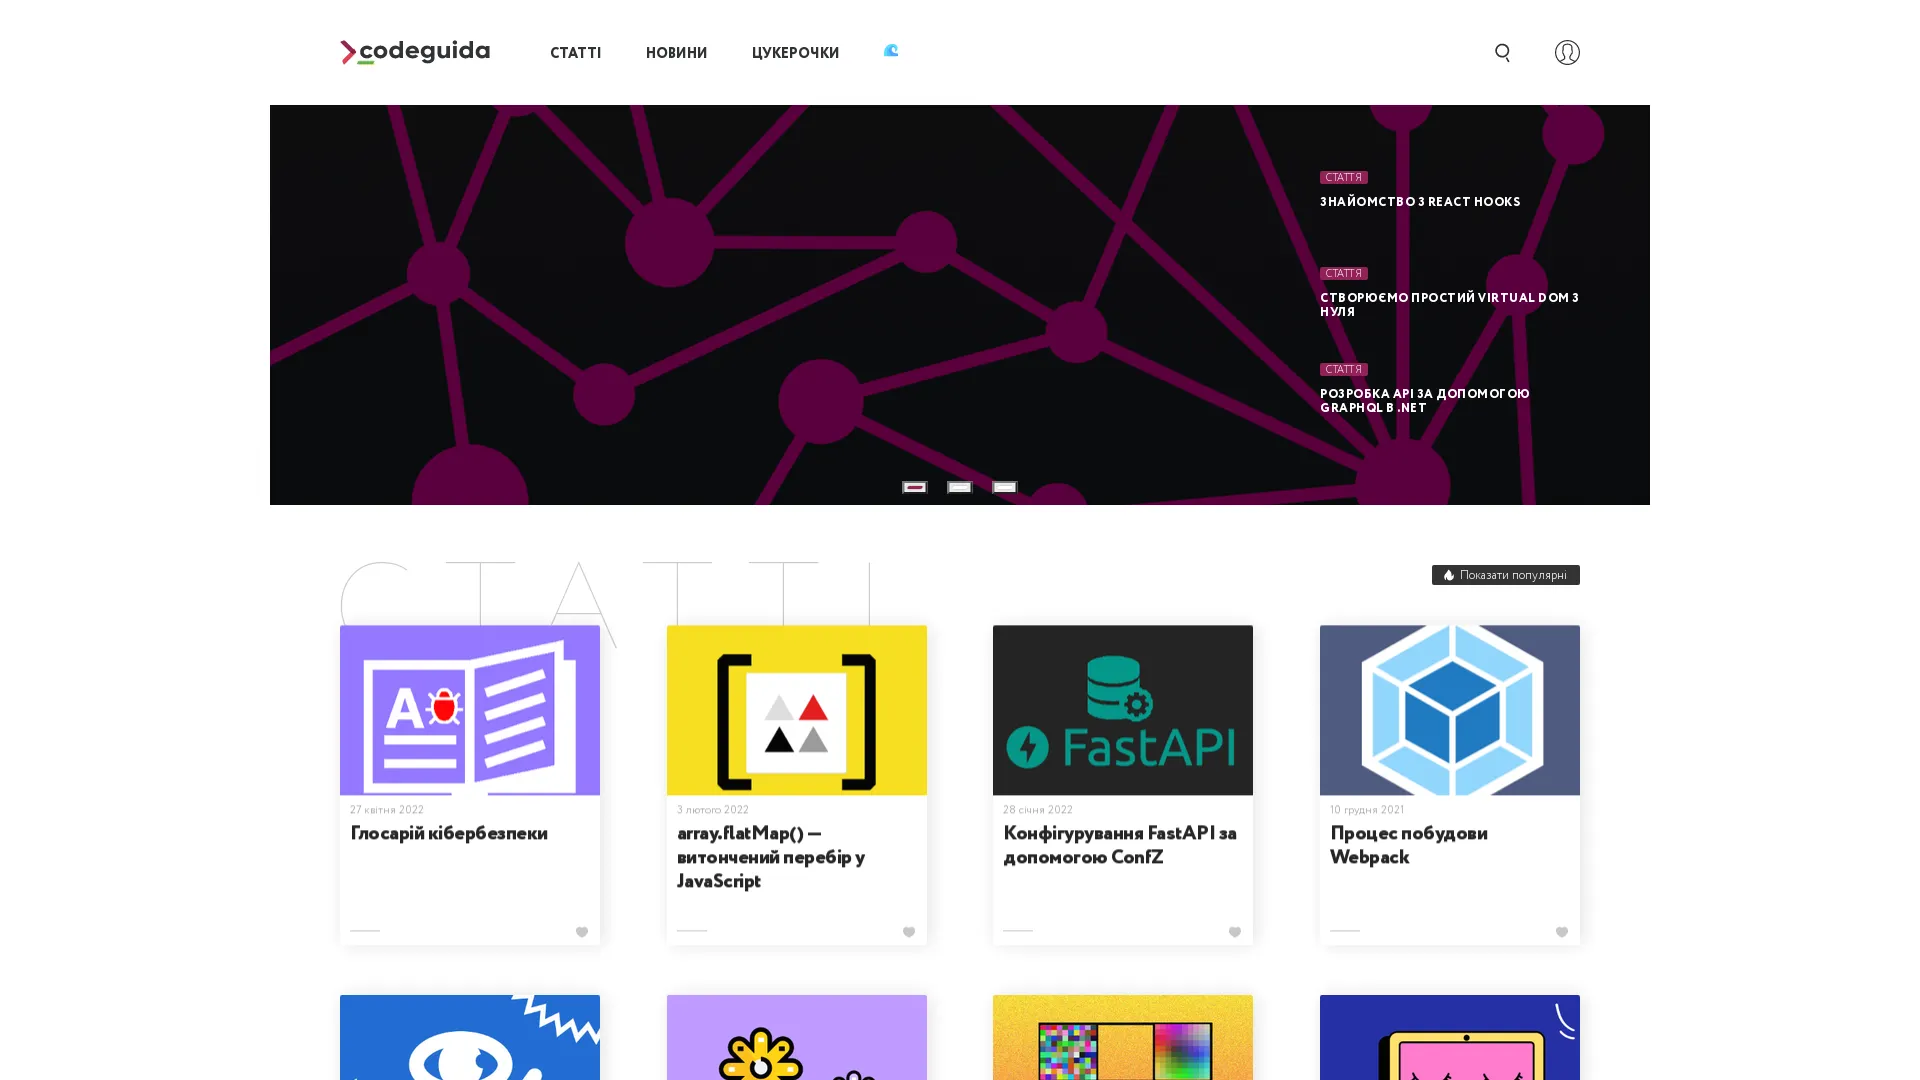 codeguida
СТАТТІ
НОВИНИ
ЦУКЕРОЧКИ
СТАТТЯ
ЗНАЙОМСТВО З REACT HOOKS
СТАТТЯ
СТВОРЮЄМО ПРОСТИЙ VIRTUAL DOM З
НУЛЯ
СТАТТЯ
РОЗРОБКА API ЗА ДОПОМОГОЮ
GRAPHQL В .NET
СТАТТІ
Показати популярні
A
27 квітня 2022
Глосарій кібербезпеки
3 лютого 2022
array.flatMap() —
витончений перебір у
JavaScript
FastAPI
28 січня 2022
Конфігурування FastAPI за
допомогою ConfZ
10 грудня 2021
Процес побудови
Webpack